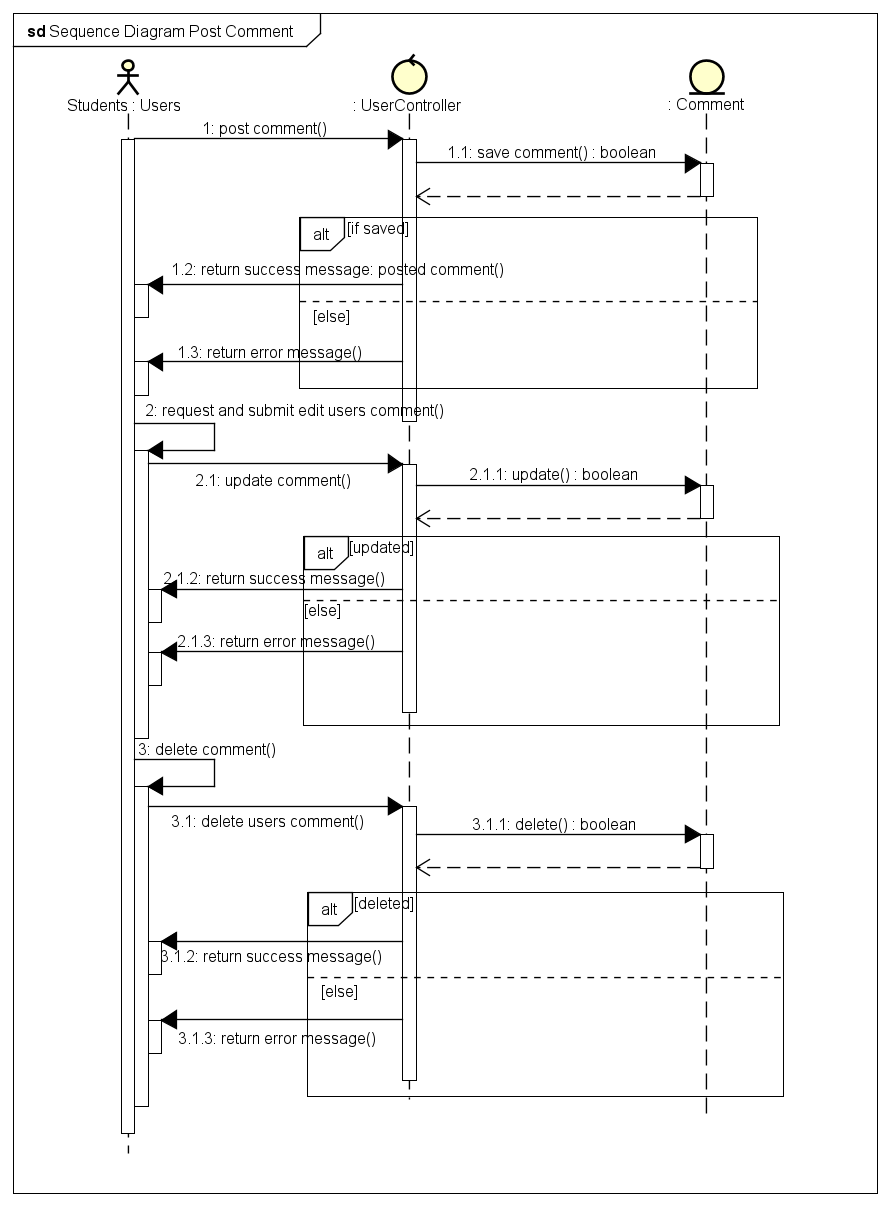 sd Sequence Diagram Post Comment
Students : Users
: UserController
: Comment
1: post comment()
1.1: save comment() : boolean
alt
[if saved]
1.2: return success message: posted comment()
[else]
1.3: return error message()
2: request and submit edit users comment()
2.1: update comment()
2.1.1: update() : boolean
alt
[updated]
2.1.2: return success message()
[else]
2.1.3: return error message()
3: delete comment()
3.1: delete users comment()
3.1.1: delete() : boolean
alt
[deleted]
3.1.2: return success message()
[else]
3.1.3: return error message()